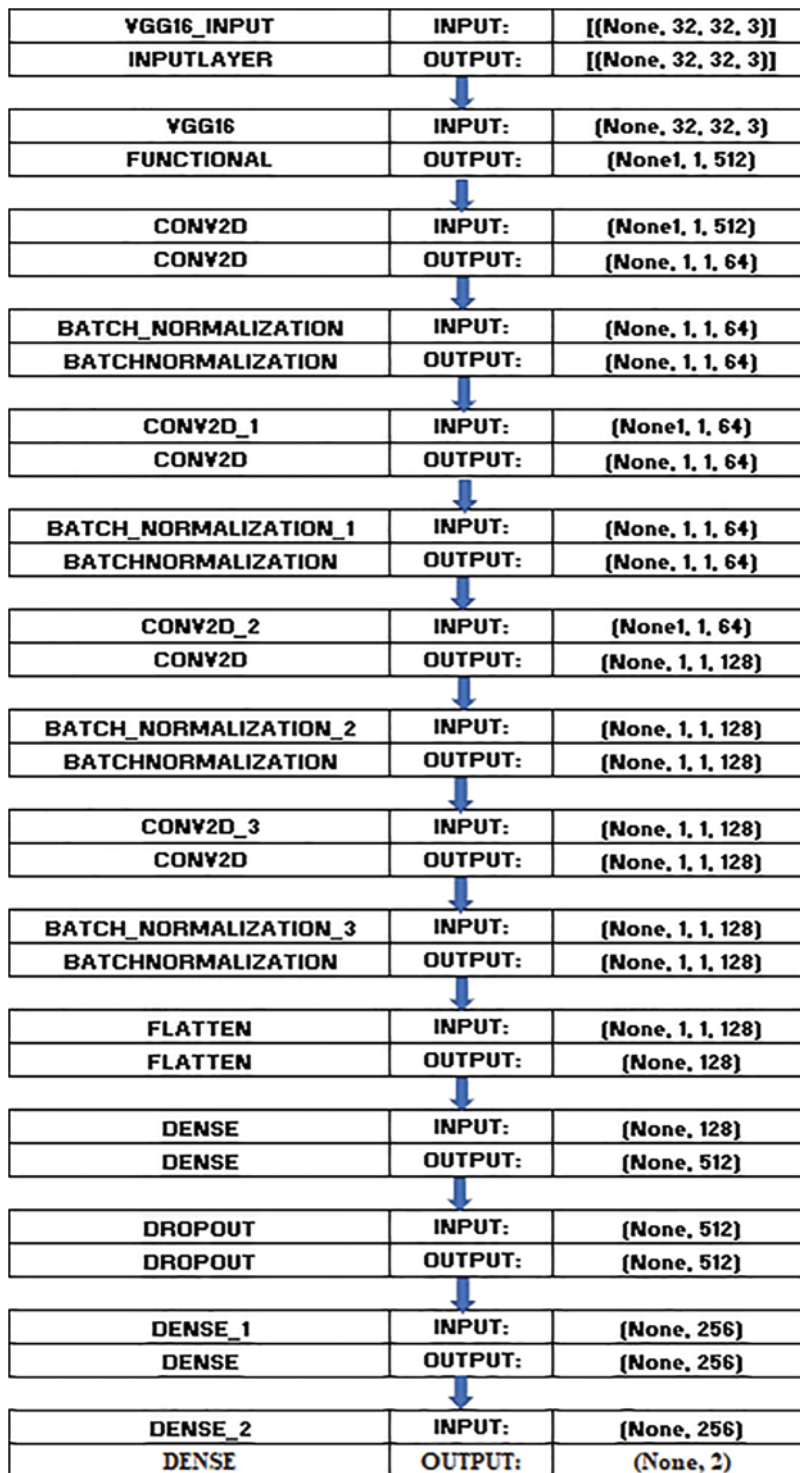 VGG16_INPUT INPUT: [(None, 32, 32, 3)]
INPUTLAYER OUTPUT: [(None, 32, 32, 3)]
VGG16 INPUT: (None, 32, 32, 3)
FUNCTIONAL OUTPUT: (None1, 1, 512)
CONV2D INPUT: (None1, 1, 512)
CONV2D OUTPUT: (None, 1, 1, 64)
BATCH_NORMALIZATION INPUT: (None, 1, 1, 64)
BATCHNORMALIZATION OUTPUT: (None, 1, 1, 64)
CONV2D_1 INPUT: (None1, 1, 64)
CONV2D OUTPUT: (None, 1, 1, 64)
BATCH_NORMALIZATION_1 INPUT: (None, 1, 1, 64)
BATCHNORMALIZATION OUTPUT: (None, 1, 1, 64)
CONV2D_2 INPUT: (None1, 1, 64)
CONV2D OUTPUT: (None, 1, 1, 128)
BATCH_NORMALIZATION_2 INPUT: (None, 1, 1, 128)
BATCHNORMALIZATION OUTPUT: (None, 1, 1, 128)
CONV2D_3 INPUT: (None, 1, 1, 128)
CONV2D OUTPUT: (None, 1, 1, 128)
BATCH_NORMALIZATION_3 INPUT: (None, 1, 1, 128)
BATCHNORMALIZATION OUTPUT: (None, 1, 1, 128)
FLATTEN INPUT: (None, 1, 1, 128)
FLATTEN OUTPUT: (None, 128)
DENSE INPUT: (None, 128)
DENSE OUTPUT: (None, 512)
DROPOUT INPUT: (None, 512)
DROPOUT OUTPUT: (None, 512)
DENSE_1 INPUT: (None, 256)
DENSE OUTPUT: (None, 256)
DENSE_2 INPUT: (None, 256)
DENSE OUTPUT: (None, 2)